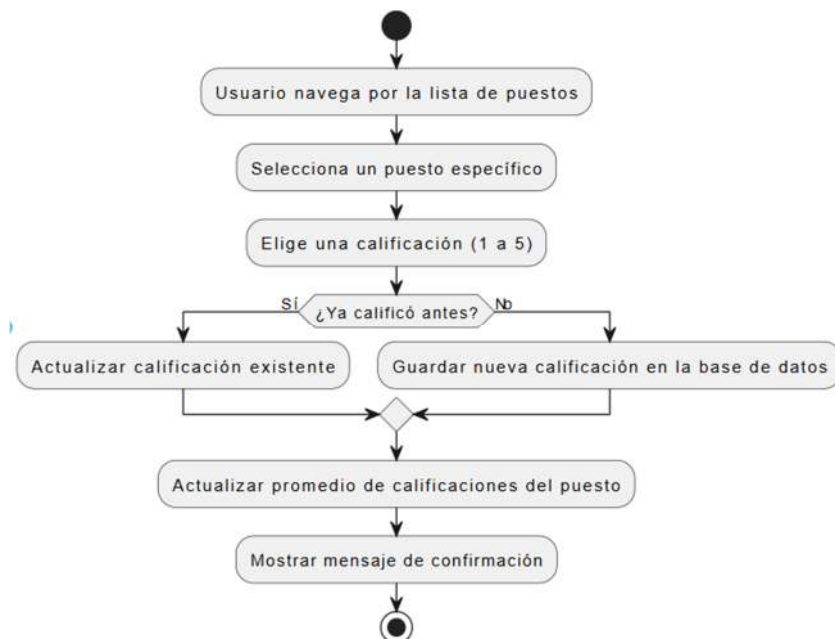 Usuario navega por la lista de puestos
Selecciona un puesto específico
Elige una calificación (1 a 5)
Sí
¿Ya calificó antes?
No
Actualizar calificación existente
Guardar nueva calificación en la base de datos
Actualizar promedio de calificaciones del puesto
Mostrar mensaje de confirmación